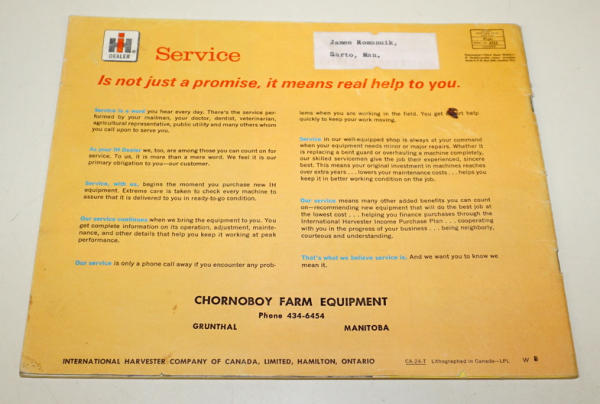 IH
DEALER
Service
James Romanuik,
Sarto, Man.
Is not just a promise, it means real help to you.
Service is a word you hear every day. There's the service per-
formed by your mailman, your doctor, dentist, veterinarian,
agricultural representative, public utility and many others whom
you call upon to serve you.
As your IH Dealer we, too, are among those you can count on for
service. To us, it is more than a mere word. We feel it is our
primary obligation to you—our customer.
Service, with us, begins the moment you purchase new IH
equipment. Extreme care is taken to check every machine to
assure that it is delivered to you in ready-to-go condition.
Our service continues when we bring the equipment to you. You
get complete information on its operation, adjustment, mainte-
nance, and other details that help you keep it working at peak
performance.
Our service is only a phone call away if you encounter any prob-
lems when you are working in the field. You get help
quickly to keep your work moving.
Service in our well-equipped shop is always at your command
when your equipment needs minor or major repairs. Whether it
is replacing a bent guard or overhauling a machine completely,
our skilled servicemen give the job their experienced, sincere
best. This means your original investment in machines reaches
over extra years . . . lowers your maintenance costs . . . helps you
keep it in better working condition on the job.
Our service means many other added benefits you can count
on—recommending new equipment that will do the best job at
the lowest cost . . . helping you finance purchases through the
International Harvester Income Purchase Plan . . . cooperating
with you in the progress of your business . . . being neighborly,
courteous and understanding.
That's what we believe service is. And we want you to know we
mean it.
CHORNOBOY FARM EQUIPMENT
Phone 434-6454
GRUNTHAL MANITOBA
INTERNATIONAL HARVESTER COMPANY OF CANADA, LIMITED, HAMILTON, ONTARIO
CA-24-T Lithographed in Canada—LPL W